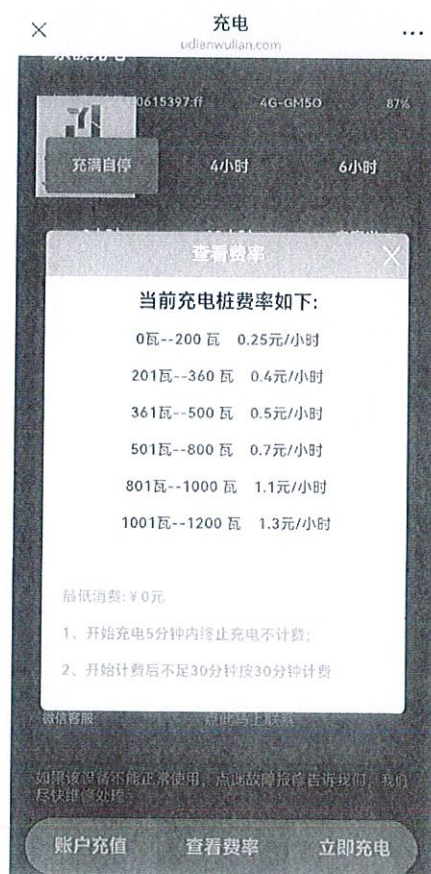 充电
udianwulian.com
0615397:ff 4G-GM5O 87%
充满自停 4小时 6小时
查看费率
当前充电桩费率如下:
0瓦--200 瓦 0.25元/小时
201瓦--360 瓦 0.4元/小时
361瓦--500 瓦 0.5元/小时
501瓦--800 瓦 0.7元/小时
801瓦--1000 瓦 1.1元/小时
1001瓦--1200 瓦 1.3元/小时
最低消费:￥0元
1、开始充电5分钟内终止充电不计费;
2、开始计费后不足30分钟按30分钟计费
微信客服 点此马上联系
如果该设备不能正常使用，点此故障报修告诉我们，我们
尽快维修处理
账户充值 查看费率 立即充电